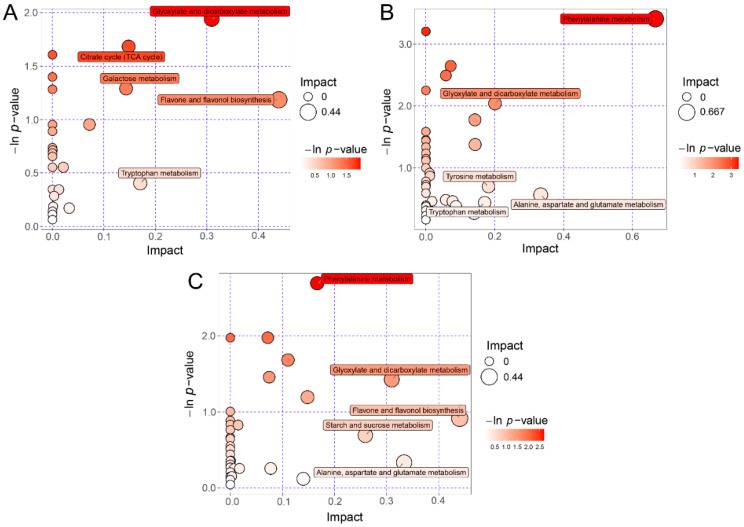 A
2.0
1.5
1.0
0.5
0.0
−ln p−value
Glyoxylate and dicarboxylate metabolism
Citrate cycle (TCA cycle)
Galactose metabolism
Flavone and flavonol biosynthesis
Tryptophan metabolism
0.0 0.1 0.2 0.3 0.4
Impact
Impact
0
0.44
−ln p−value
0.5 1.0 1.5
B
3.0
2.0
1.0
0.0
−ln p−value
Phenylalanine metabolism
Glyoxylate and dicarboxylate metabolism
Tyrosine metabolism
Alanine, aspartate and glutamate metabolism
Tryptophan metabolism
0.0 0.2 0.4 0.6
Impact
Impact
0
0.667
−ln p−value
1 2 3
C
2.0
1.0
0.0
−ln p−value
Phenylalanine metabolism
Glyoxylate and dicarboxylate metabolism
Flavone and flavonol biosynthesis
Starch and sucrose metabolism
Alanine, aspartate and glutamate metabolism
0.0 0.1 0.2 0.3 0.4
Impact
Impact
0
0.44
−ln p−value
0.5 1.0 1.5 2.0 2.5